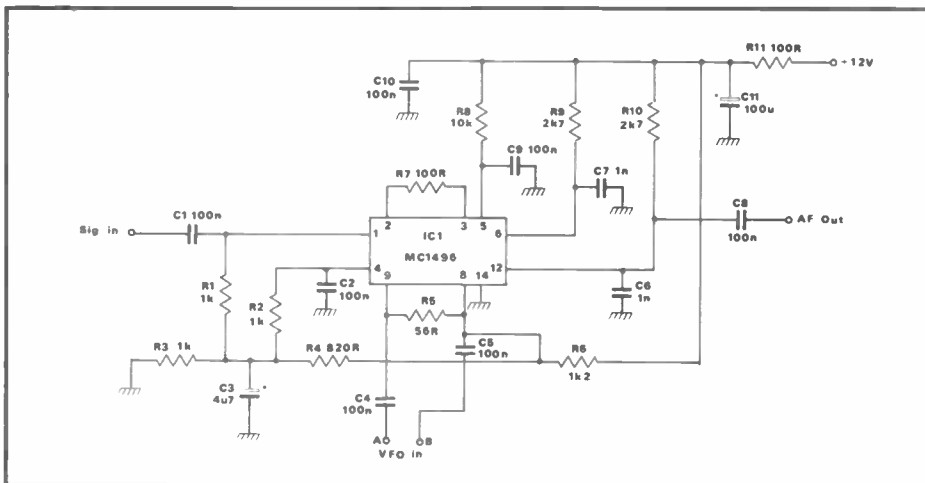 R11 100R
+12V
C10
100n
C11
100u
R8
10k
R9
2k7
R10
2k7
C9 100n
C7 1n
R7 100R
C8
100n
AF Out
C1 100n
Sig in
2
3
5
1
IC1
6
MC1496
4
9
8
14
12
R1
1k
R2
1k
C2
100n
R5
56R
C6
1n
C5
100n
R3 1k
R4 820R
R6
1k2
C3
4u7
C4
100n
A
B
VFO in